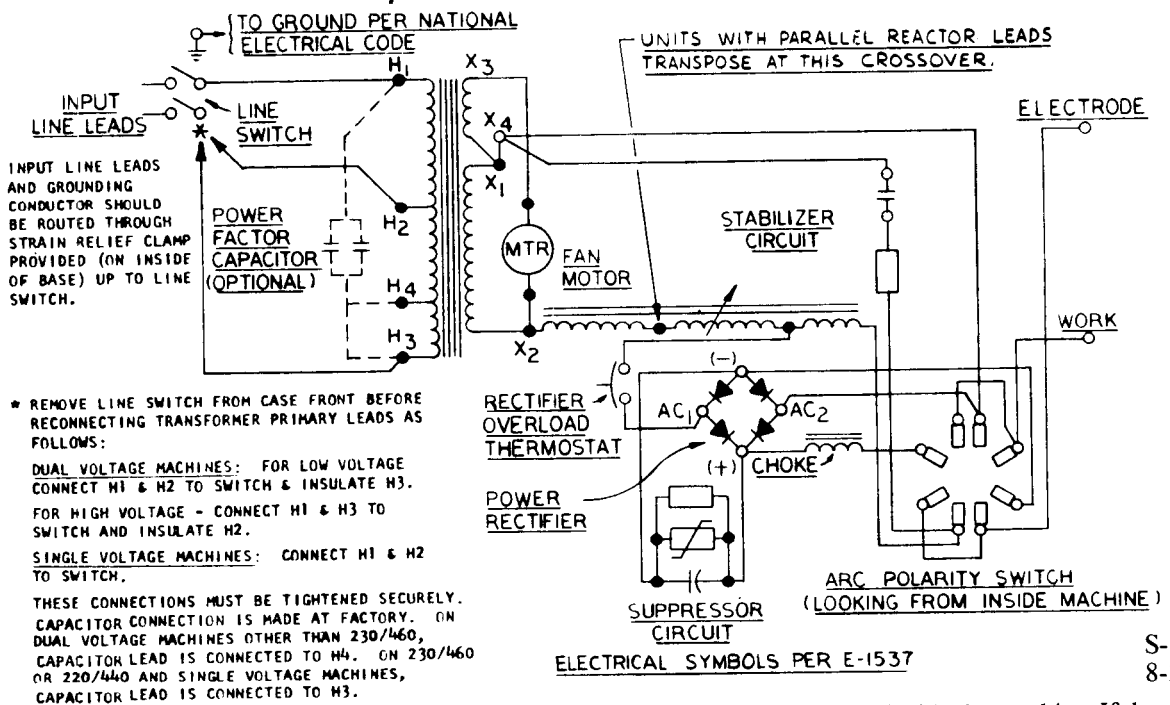 TO GROUND PER NATIONAL
ELECTRICAL CODE
UNITS WITH PARALLEL REACTOR LEADS
TRANSPOSE AT THIS CROSSOVER.
H1
X3
INPUT
LINE LEADS
LINE
SWITCH
*
X4
X1
ELECTRODE
INPUT LINE LEADS
AND GROUNDING
CONDUCTOR SHOULD
BE ROUTED THROUGH
STRAIN RELIEF CLAMP
PROVIDED (ON INSIDE
OF BASE) UP TO LINE
SWITCH.
POWER
FACTOR
CAPACITOR
(OPTIONAL)
H2
H4
H3
MTR
FAN
MOTOR
X2
STABILIZER
CIRCUIT
WORK
* REMOVE LINE SWITCH FROM CASE FRONT BEFORE
RECONNECTING TRANSFORMER PRIMARY LEADS AS
FOLLOWS:
DUAL VOLTAGE MACHINES: FOR LOW VOLTAGE
CONNECT H1 & H2 TO SWITCH & INSULATE H3.
FOR HIGH VOLTAGE - CONNECT H1 & H3 TO
SWITCH AND INSULATE H2.
SINGLE VOLTAGE MACHINES: CONNECT H1 & H2
TO SWITCH.
THESE CONNECTIONS MUST BE TIGHTENED SECURELY.
CAPACITOR CONNECTION IS MADE AT FACTORY. ON
DUAL VOLTAGE MACHINES OTHER THAN 230/460,
CAPACITOR LEAD IS CONNECTED TO H4. ON 230/460
OR 220/440 AND SINGLE VOLTAGE MACHINES,
CAPACITOR LEAD IS CONNECTED TO H3.
RECTIFIER
OVERLOAD
THERMOSTAT
(-)
AC1
AC2
(+)
CHOKE
POWER
RECTIFIER
SUPPRESSOR
CIRCUIT
ARC POLARITY SWITCH
(LOOKING FROM INSIDE MACHINE)
ELECTRICAL SYMBOLS PER E-1537
S-
8-